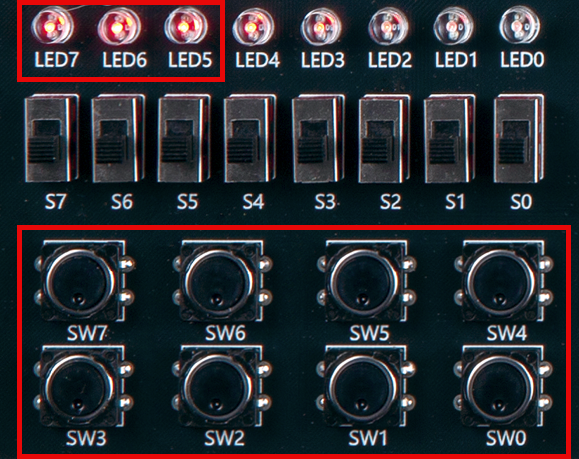 LED7 LED6 LED5 LED4 LED3 LED2 LED1 LED0
S7 S6 S5 S4 S3 S2 S1 S0
SW7 SW6 SW5 SW4
SW3 SW2 SW1 SW0